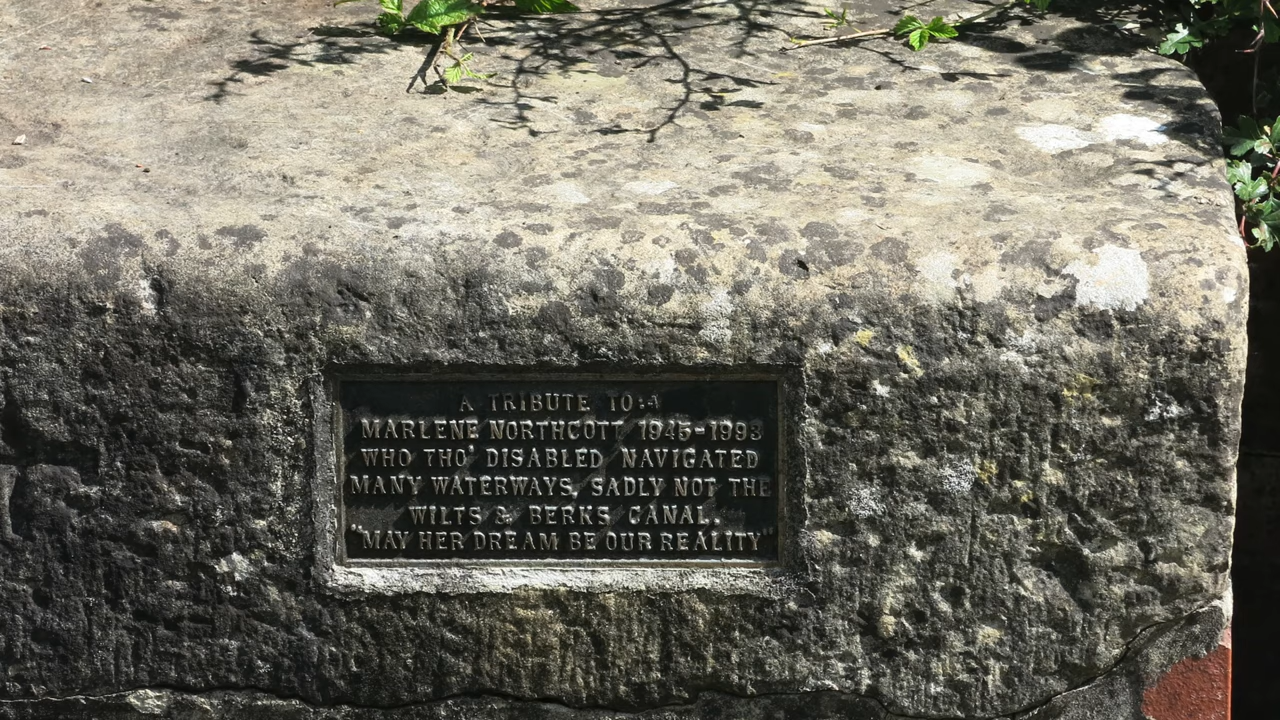 A TRIBUTE TO:-
MARLENE NORTHCOTT 1945-1993
WHO THO' DISABLED NAVIGATED
MANY WATERWAYS, SADLY NOT THE
WILTS & BERKS CANAL.
"MAY HER DREAM BE OUR REALITY"